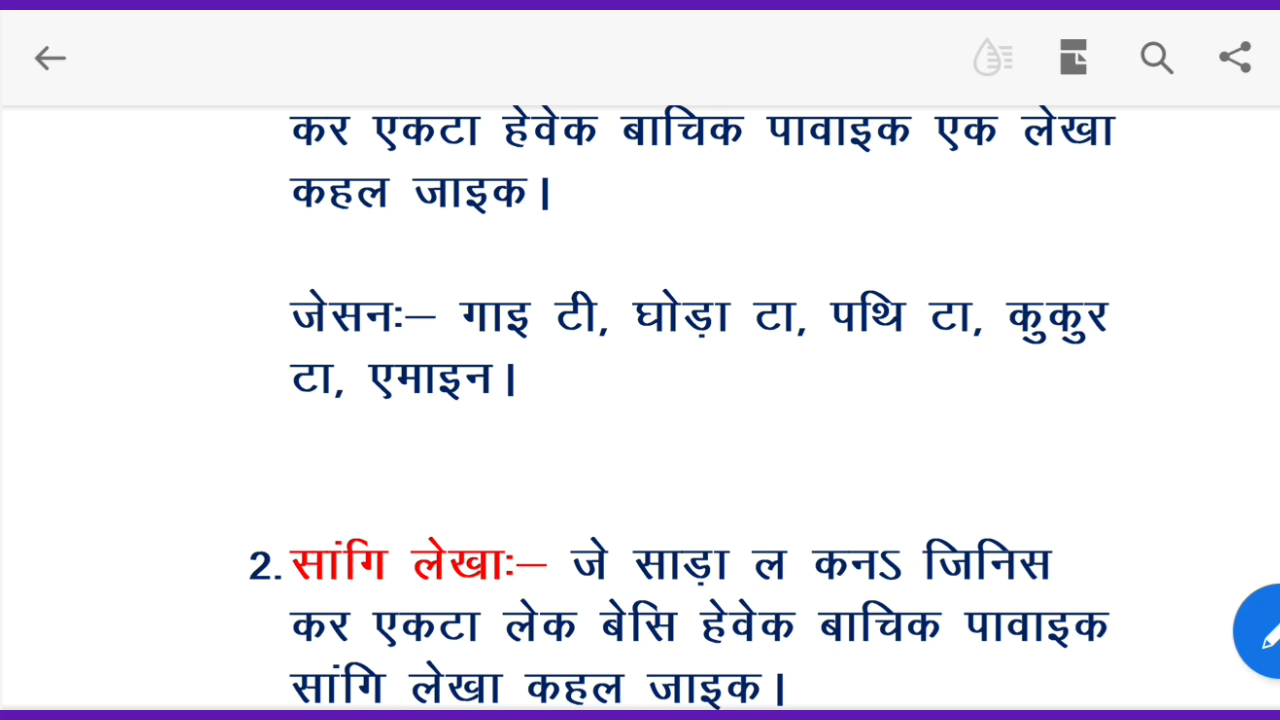 कर एकटा हेवेक बाचिक पावाइक एक लेखा
कहल जाइक।
जेसनः— गाइ टी, घोड़ा टा, पथि टा, कुकुर
टा, एमाइन।
2. सांगि लेखाः— जे साड़ा ल कनऽ जिनिस
कर एकटा लेक बेसि हेवेक बाचिक पावाइक
सांगि लेखा कहल जाइक।